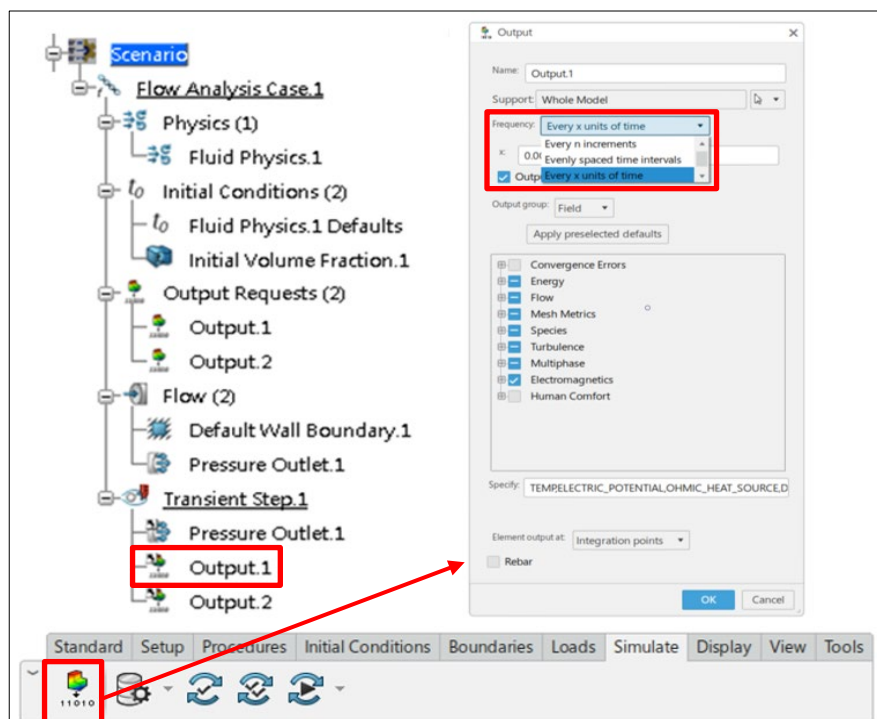 Scenario
Flow Analysis Case.1
Physics (1)
Fluid Physics.1
Initial Conditions (2)
t0 Fluid Physics.1 Defaults
Initial Volume Fraction.1
Output Requests (2)
Output.1
Output.2
Flow (2)
Default Wall Boundary.1
Pressure Outlet.1
Transient Step.1
Pressure Outlet.1
Output.1
Output.2
Output
Name: Output.1
Support: Whole Model
Frequency: Every x units of time
Every n increments
x: 0.00
Evenly spaced time intervals
Outp
Every x units of time
Output group: Field
Apply preselected defaults
Convergence Errors
Energy
Flow
Mesh Metrics
Species
Turbulence
Multiphase
Electromagnetics
Human Comfort
Specify: TEMP,ELECTRIC_POTENTIAL,OHMIC_HEAT_SOURCE,D
Element output at: Integration points
Rebar
OK Cancel
Standard Setup Procedures Initial Conditions Boundaries Loads Simulate Display View Tools
11010